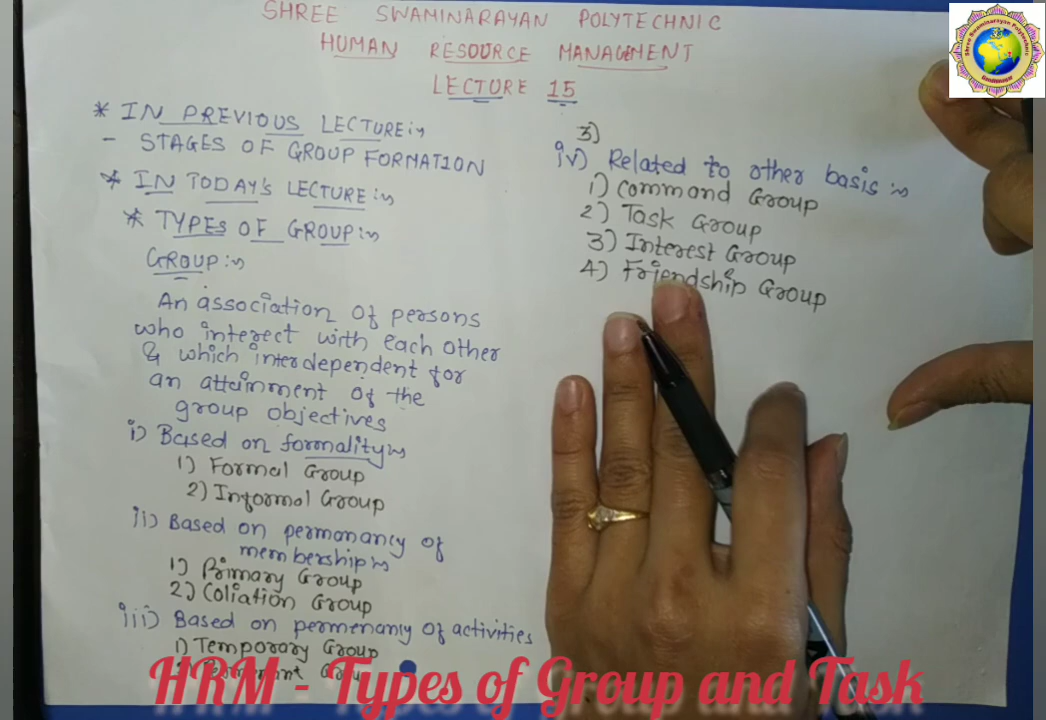 SHREE SWAMINARAYAN POLYTECHNIC
HUMAN RESOURCE MANAGEMENT
LECTURE 15
* IN PREVIOUS LECTURE:-
- STAGES OF GROUP FORMATION
* IN TODAY'S LECTURE:-
* TYPES OF GROUP:-
GROUP:-
An association of persons
who interect with each other
& which interdependent for
an attainment of the
group objectives
i) Based on formality:-
1) Formal Group
2) Informal Group
ii) Based on permanancy of
membership:-
1) Primary Group
2) Coliation Group
iii) Based on permenancy of activities
1) Temporary Group
3)
iv) Related to other basis:-
1) Command Group
2) Task Group
3) Interest Group
4) Friendship Group
HRM - Types of Group and Task
Shree Swaminarayan Polytechnic